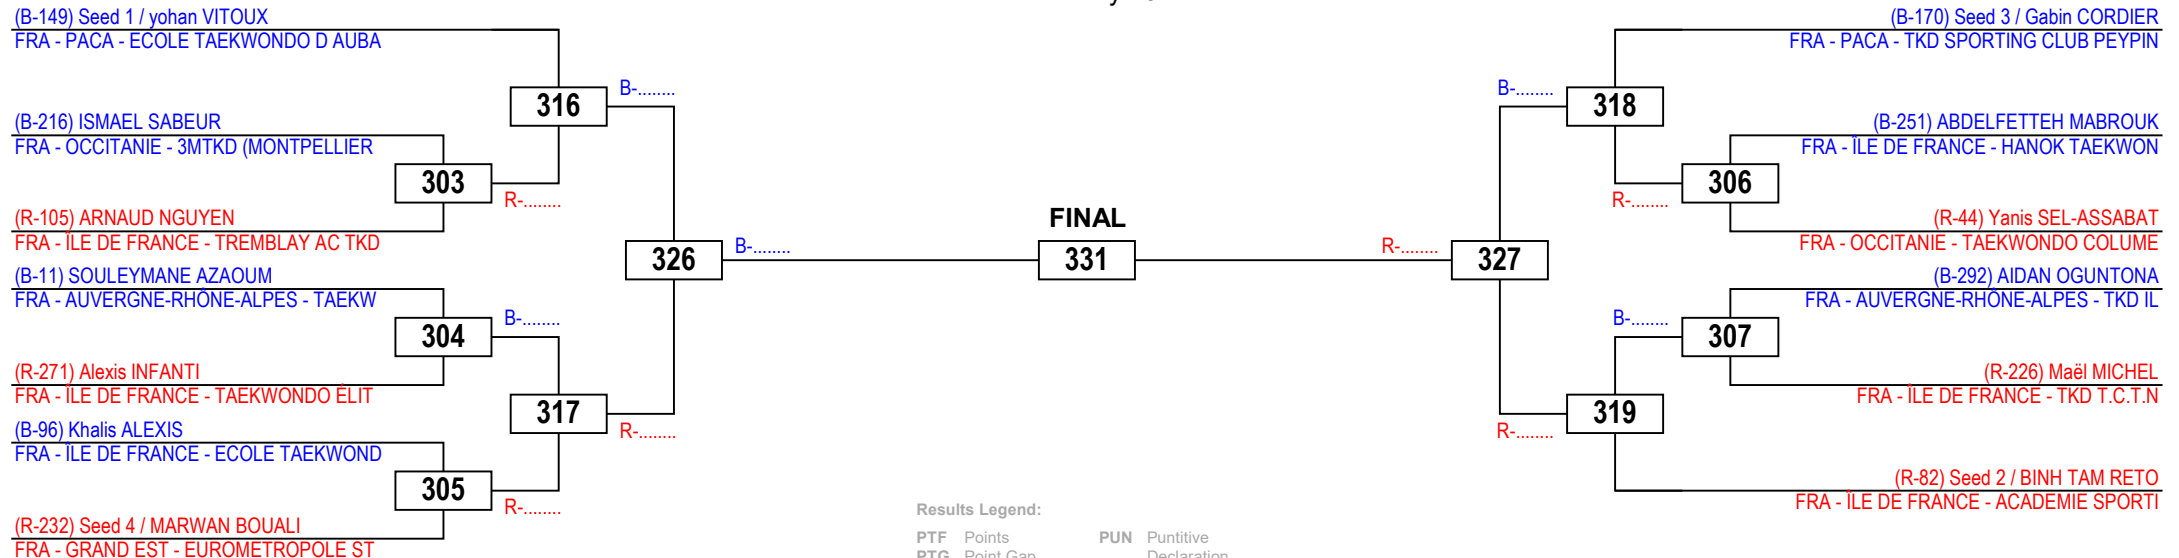 (B-149) Seed 1 / yohan VITOUX
FRA - PACA - ECOLE TAEKWONDO D AUBA
316
B-........
(B-216) ISMAEL SABEUR
FRA - OCCITANIE - 3MTKD (MONTPELLIER
303
R-........
(R-105) ARNAUD NGUYEN
FRA - ÎLE DE FRANCE - TREMBLAY AC TKD
326
B-........
(B-11) SOULEYMANE AZAOUM
FRA - AUVERGNE-RHÔNE-ALPES - TAEKW
304
B-........
(R-271) Alexis INFANTI
FRA - ÎLE DE FRANCE - TAEKWONDO ÉLIT
317
R-........
(B-96) Khalis ALEXIS
FRA - ÎLE DE FRANCE - ECOLE TAEKWOND
305
R-........
(R-232) Seed 4 / MARWAN BOUALI
FRA - GRAND EST - EUROMETROPOLE ST
FINAL
331
(B-170) Seed 3 / Gabin CORDIER
FRA - PACA - TKD SPORTING CLUB PEYPIN
B-........
318
(B-251) ABDELFETTEH MABROUK
FRA - ÎLE DE FRANCE - HANOK TAEKWON
306
R-........
(R-44) Yanis SEL-ASSABAT
FRA - OCCITANIE - TAEKWONDO COLUME
R-........
327
(B-292) AIDAN OGUNTONA
FRA - AUVERGNE-RHÔNE-ALPES - TKD IL
B-........
307
(R-226) Maël MICHEL
FRA - ÎLE DE FRANCE - TKD T.C.T.N
319
R-........
(R-82) Seed 2 / BINH TAM RETO
FRA - ÎLE DE FRANCE - ACADEMIE SPORTI
Results Legend:
PTF Points PUN Puntitive
PTG Point Gap Declaration